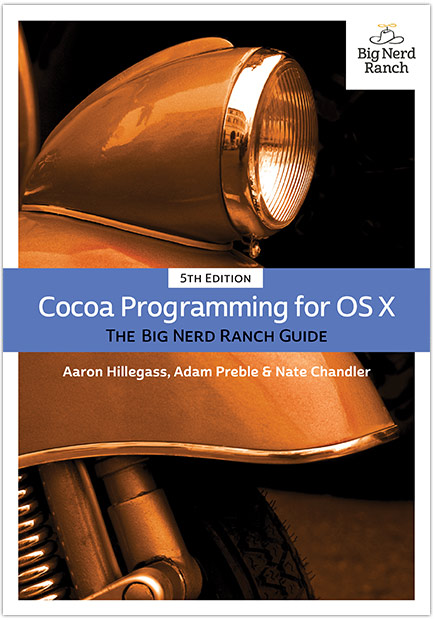 Big Nerd
Ranch
5TH EDITION
Cocoa Programming for OS X
THE BIG NERD RANCH GUIDE
Aaron Hillegass, Adam Preble & Nate Chandler